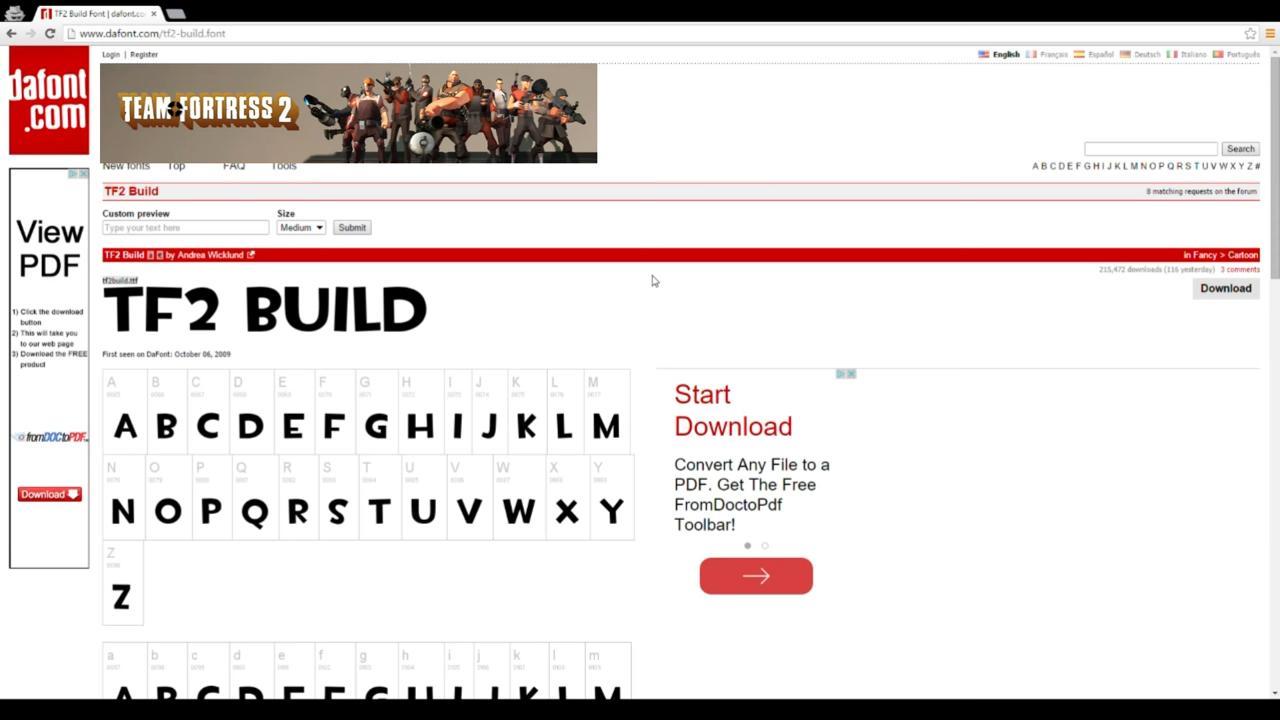 TF2 Build Font | dafont.co
www.dafont.com/tf2-build.font
Login | Register
English Français Español Deutsch Italiano Português
dafont
.com
TEAM FORTRESS 2
Search
New fonts Top FAQ Tools
A B C D E F G H I J K L M N O P Q R S T U V W X Y Z #
TF2 Build
8 matching requests on the forum
Custom preview Size
Type your text here Medium Submit
TF2 Build by Andrea Wicklund
in Fancy > Cartoon
215,472 downloads (116 yesterday) 3 comments
Download
tf2build.ttf
TF2 BUILD
First seen on DaFont: October 06, 2009
View
PDF
1) Click the download
button
2) This will take you
to our web page
3) Download the FREE
product
fromDOCtoPDF
Download
A B C D E F G H I J K L M
A B C D E F G H I J K L M
N O P Q R S T U V W X Y
N O P Q R S T U V W X Y
Z
Z
a b c d e f g h i j k l m
A B C D E F G H I J K L M
Start
Download
Convert Any File to a
PDF. Get The Free
FromDoctoPdf
Toolbar!